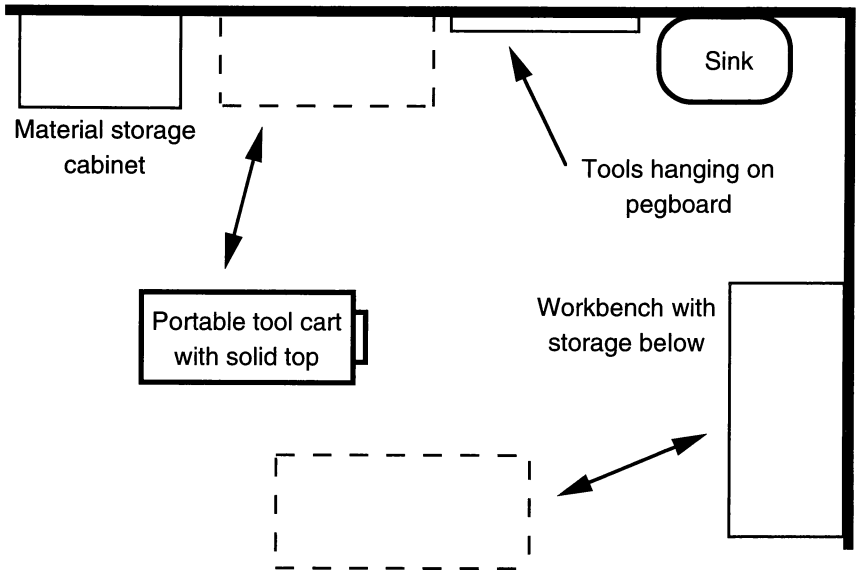 Sink
Material storage
cabinet
Tools hanging on
pegboard
Portable tool cart
with solid top
Workbench with
storage below